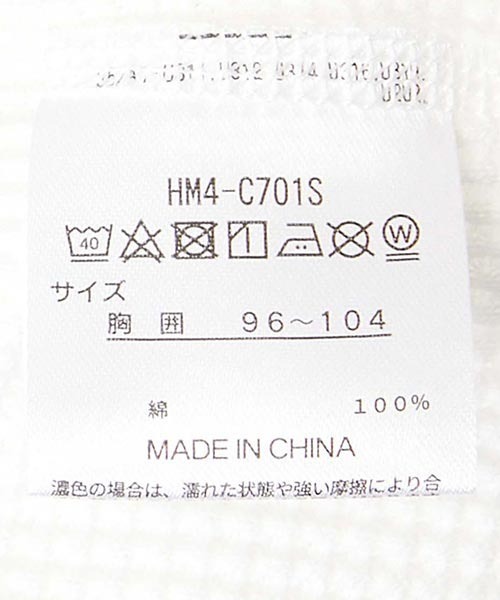 HM4-C701S
40
W
サイズ
胸囲 96～104
綿 100%
MADE IN CHINA
濃色の場合は、濡れた状態や強い摩擦により合